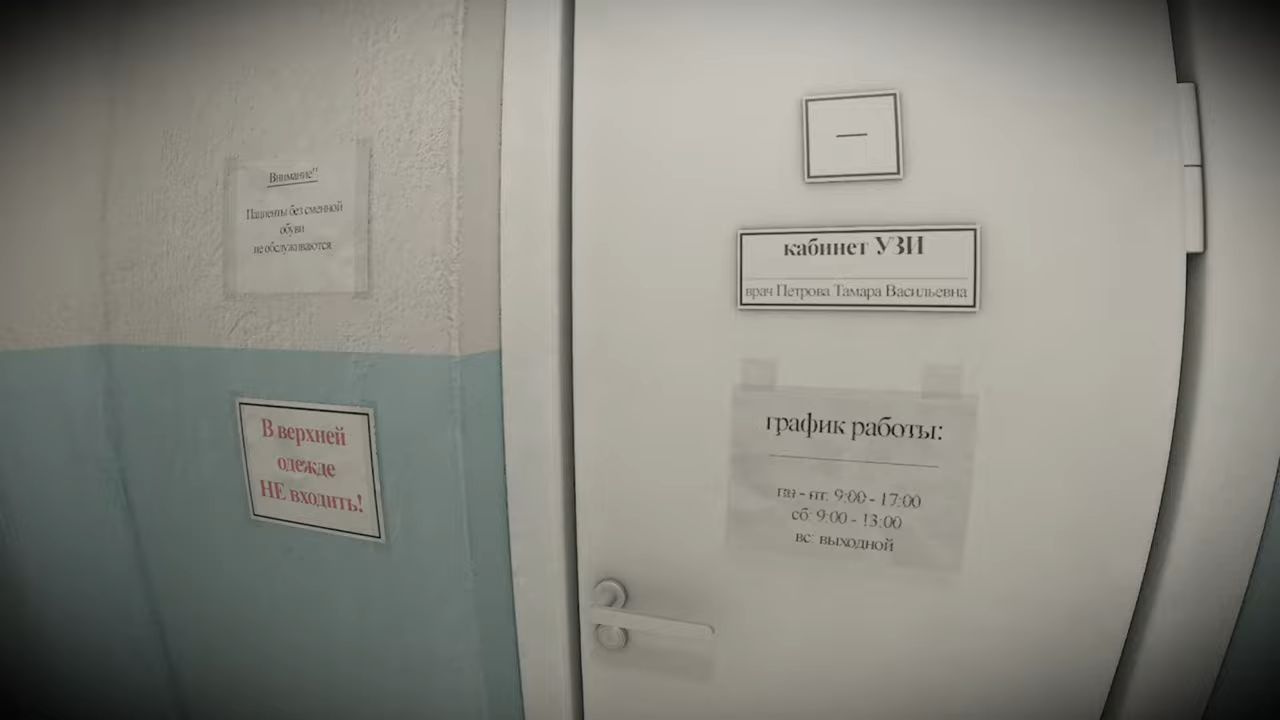 Внимание!!
Пациенты без сменной
обуви
не обслуживаются
В верхней
одежде
НЕ входить!
—
кабинет УЗИ
врач Петрова Тамара Васильевна
график работы:
пн - пт: 9:00 - 17:00
сб: 9:00 - 13:00
вс: выходной